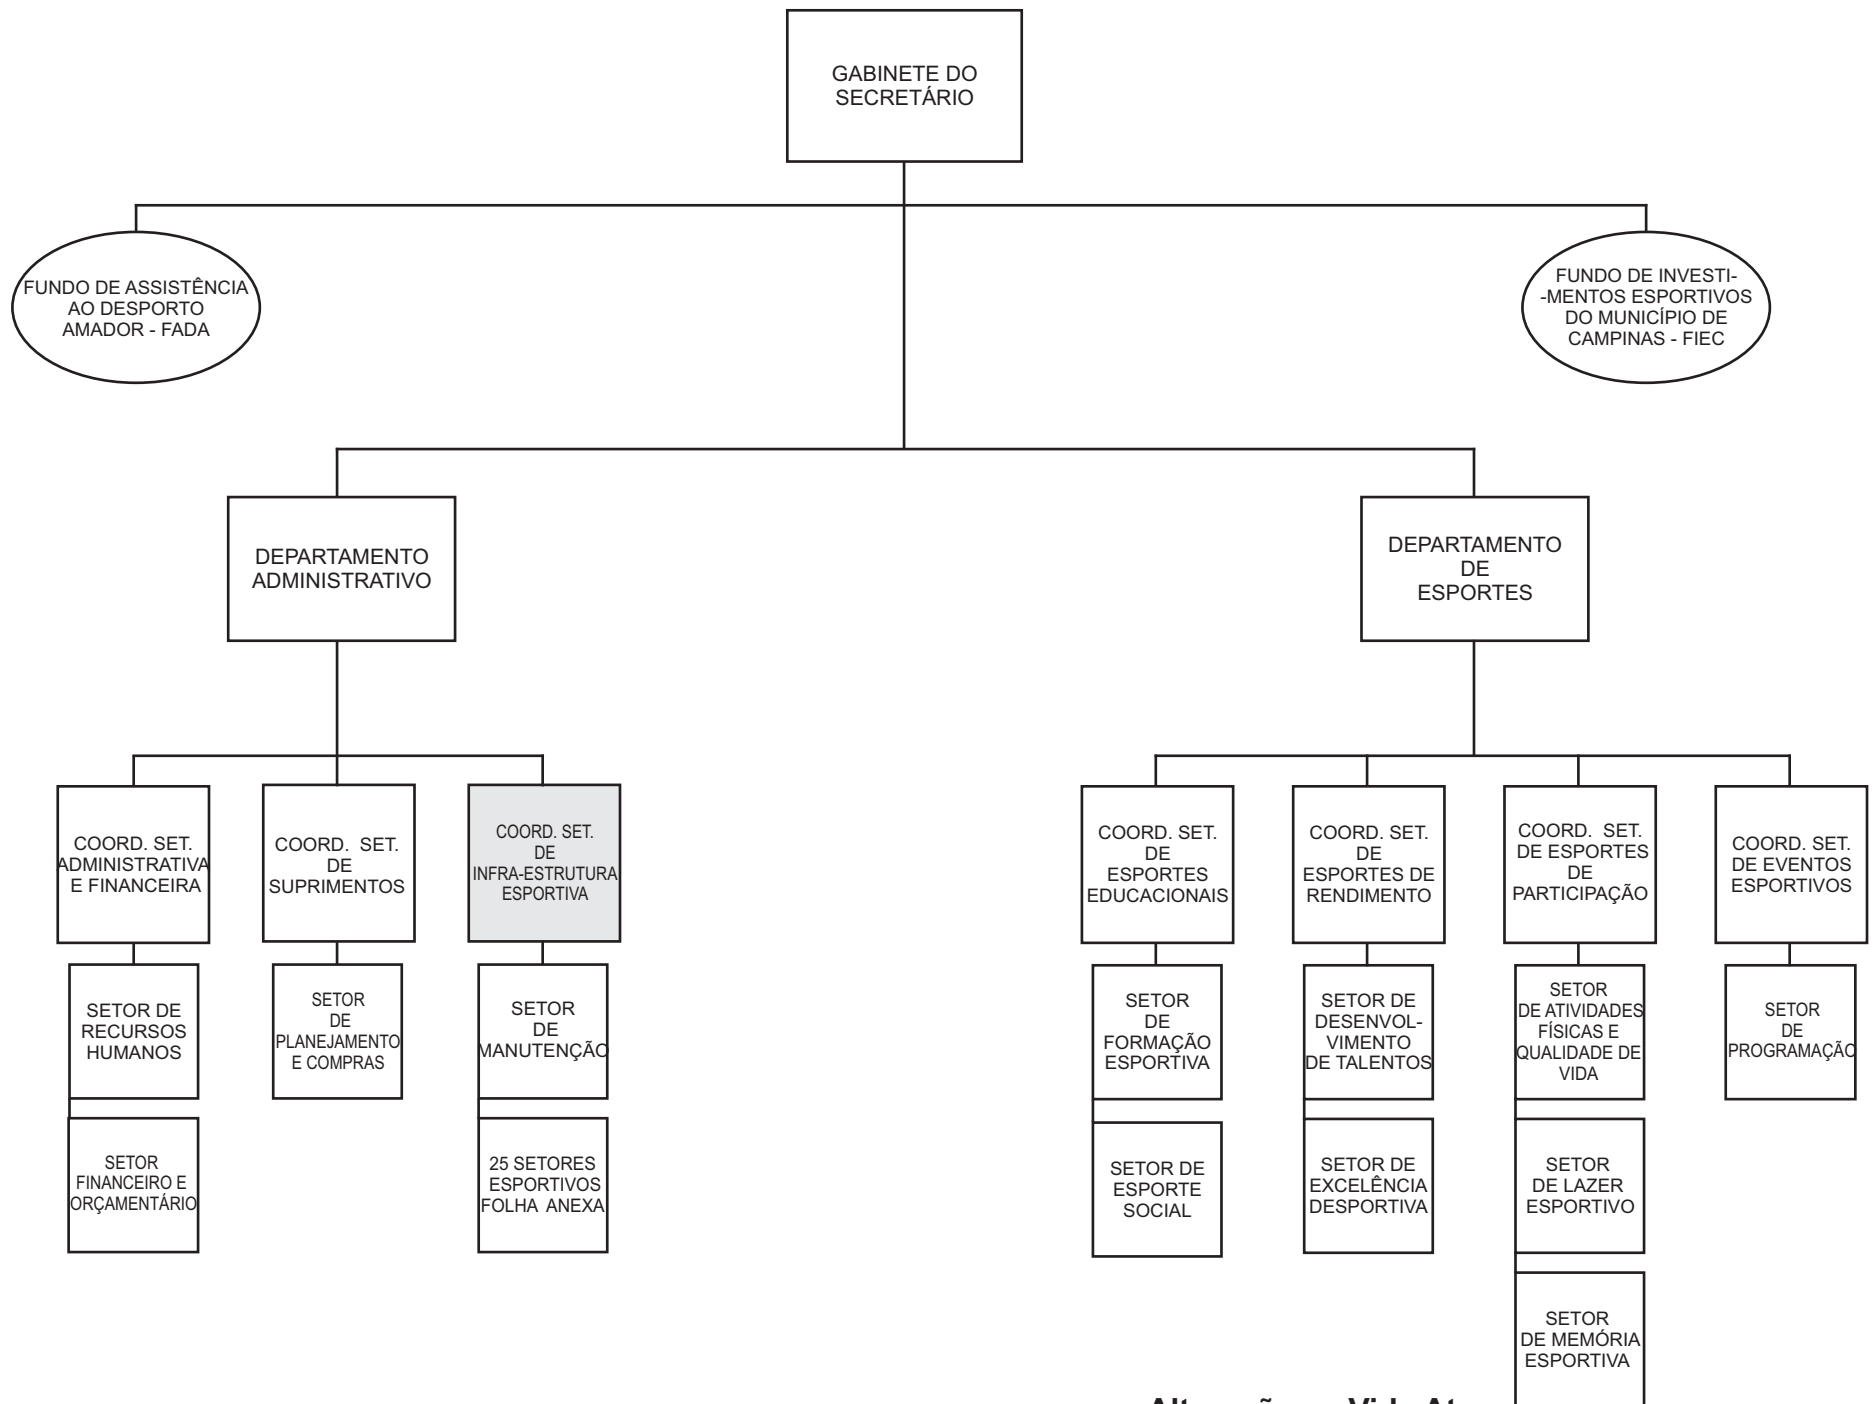 GABINETE DO
SECRETÁRIO
FUNDO DE ASSISTÊNCIA
AO DESPORTO
AMADOR - FADA
FUNDO DE INVESTI-
-MENTOS ESPORTIVOS
DO MUNICÍPIO DE
CAMPINAS - FIEC
DEPARTAMENTO
ADMINISTRATIVO
DEPARTAMENTO
DE
ESPORTES
COORD. SET.
ADMINISTRATIVA
E FINANCEIRA
COORD. SET.
DE
SUPRIMENTOS
COORD. SET.
DE
INFRA-ESTRUTURA
ESPORTIVA
COORD. SET.
DE
ESPORTES
EDUCACIONAIS
COORD. SET.
DE
ESPORTES DE
RENDIMENTO
COORD. SET.
DE ESPORTES
DE
PARTICIPAÇÃO
COORD. SET.
DE EVENTOS
ESPORTIVOS
SETOR DE
RECURSOS
HUMANOS
SETOR
DE
PLANEJAMENTO
E COMPRAS
SETOR
DE
MANUTENÇÃO
SETOR
DE
FORMAÇÃO
ESPORTIVA
SETOR DE
DESENVOL-
VIMENTO
DE TALENTOS
SETOR
DE ATIVIDADES
FÍSICAS E
QUALIDADE DE
VIDA
SETOR
DE
PROGRAMAÇÃO
SETOR
FINANCEIRO E
ORÇAMENTÁRIO
25 SETORES
ESPORTIVOS
FOLHA ANEXA
SETOR DE
ESPORTE
SOCIAL
SETOR DE
EXCELÊNCIA
DESPORTIVA
SETOR
DE LAZER
ESPORTIVO
SETOR
DE MEMÓRIA
ESPORTIVA